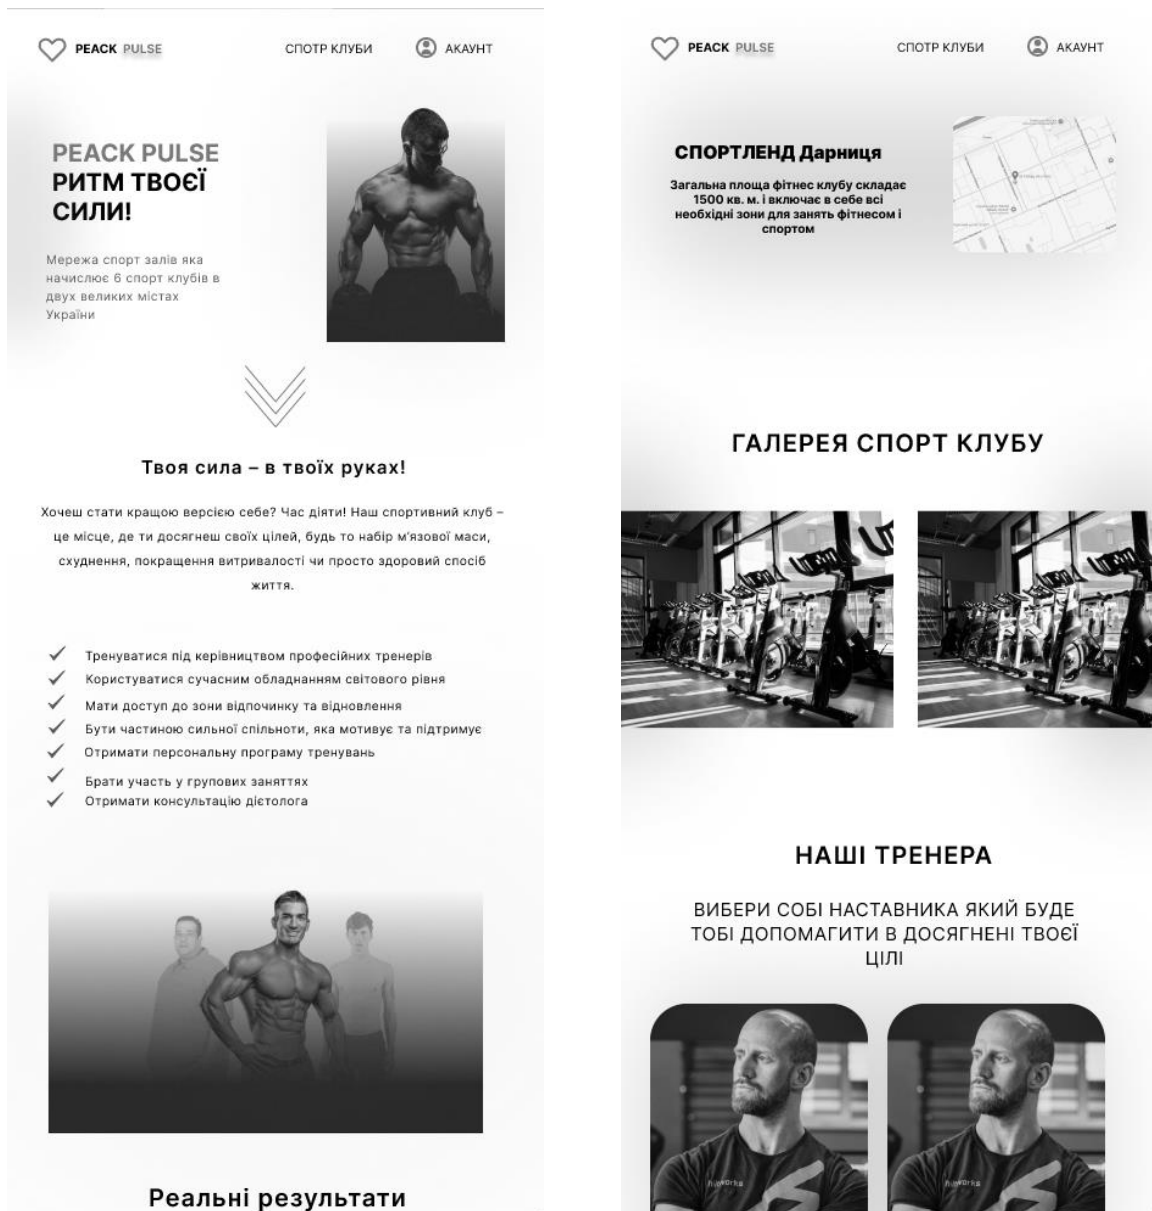 PEACK PULSE
СПОТР КЛУБИ
АКАУНТ
PEACK PULSE
РИТМ ТВОЄЇ
СИЛИ!
Мережа спорт залів яка
начислює 6 спорт клубів в
двух великих містах
України
Твоя сила – в твоїх руках!
Хочеш стати кращою версією себе? Час діяти! Наш спортивний клуб –
це місце, де ти досягнеш своїх цілей, будь то набір м'язової маси,
схуднення, покращення витривалості чи просто здоровий спосіб
життя.
Тренуватися під керівництвом професійних тренерів
Користуватися сучасним обладнанням світового рівня
Мати доступ до зони відпочинку та відновлення
Бути частиною сильної спільноти, яка мотивує та підтримує
Отримати персональну програму тренувань
Брати участь у групових заняттях
Отримати консультацію дієтолога
Реальні результати
PEACK PULSE
СПОТР КЛУБИ
АКАУНТ
СПОРТЛЕНД Дарниця
Загальна площа фітнес клубу складає
1500 кв. м. і включає в себе всі
необхідні зони для занять фітнесом і
спортом
ГАЛЕРЕЯ СПОРТ КЛУБУ
НАШІ ТРЕНЕРА
ВИБЕРИ СОБІ НАСТАВНИКА ЯКИЙ БУДЕ
ТОБІ ДОПОМАГИТИ В ДОСЯГНЕНІ ТВОЄЇ
ЦІЛІ